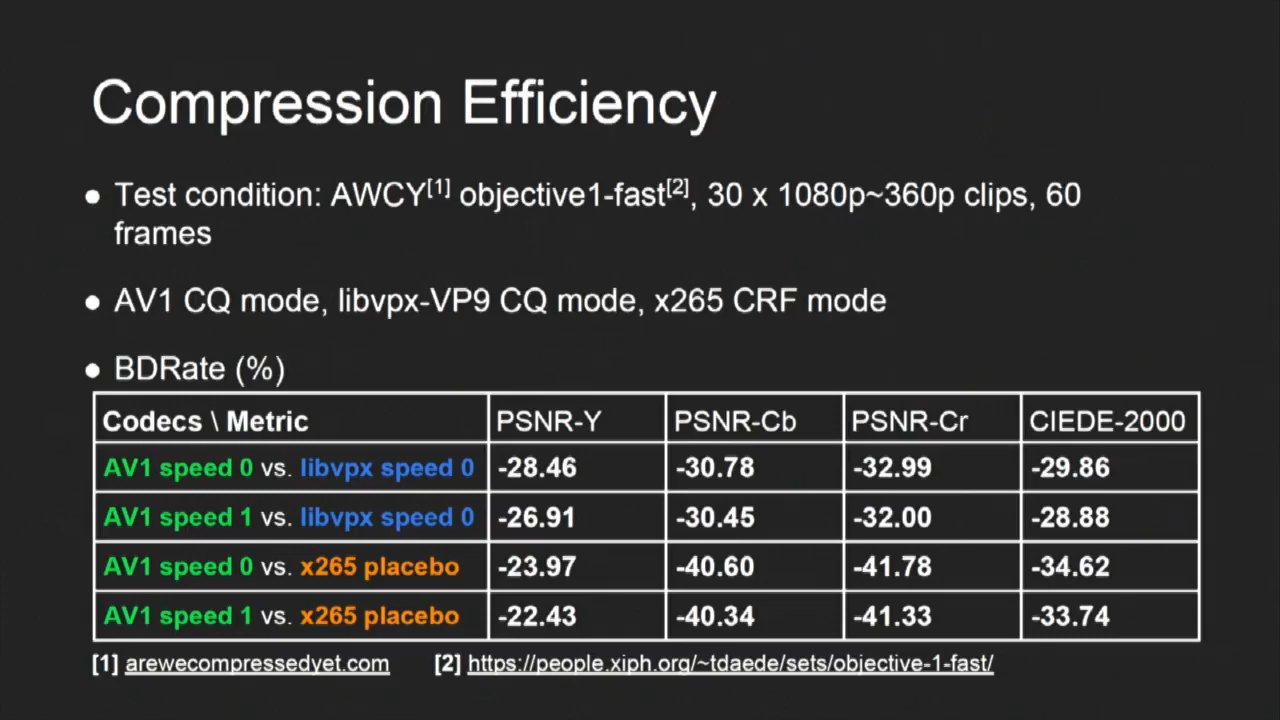 Compression Efficiency
● Test condition: AWCY[1] objective1-fast[2], 30 x 1080p~360p clips, 60
frames
● AV1 CQ mode, libvpx-VP9 CQ mode, x265 CRF mode
● BDRate (%)
Codecs \ Metric PSNR-Y PSNR-Cb PSNR-Cr CIEDE-2000
AV1 speed 0 vs. libvpx speed 0 -28.46 -30.78 -32.99 -29.86
AV1 speed 1 vs. libvpx speed 0 -26.91 -30.45 -32.00 -28.88
AV1 speed 0 vs. x265 placebo -23.97 -40.60 -41.78 -34.62
AV1 speed 1 vs. x265 placebo -22.43 -40.34 -41.33 -33.74
[1] arewecompressedyet.com [2] https://people.xiph.org/~tdaede/sets/objective-1-fast/